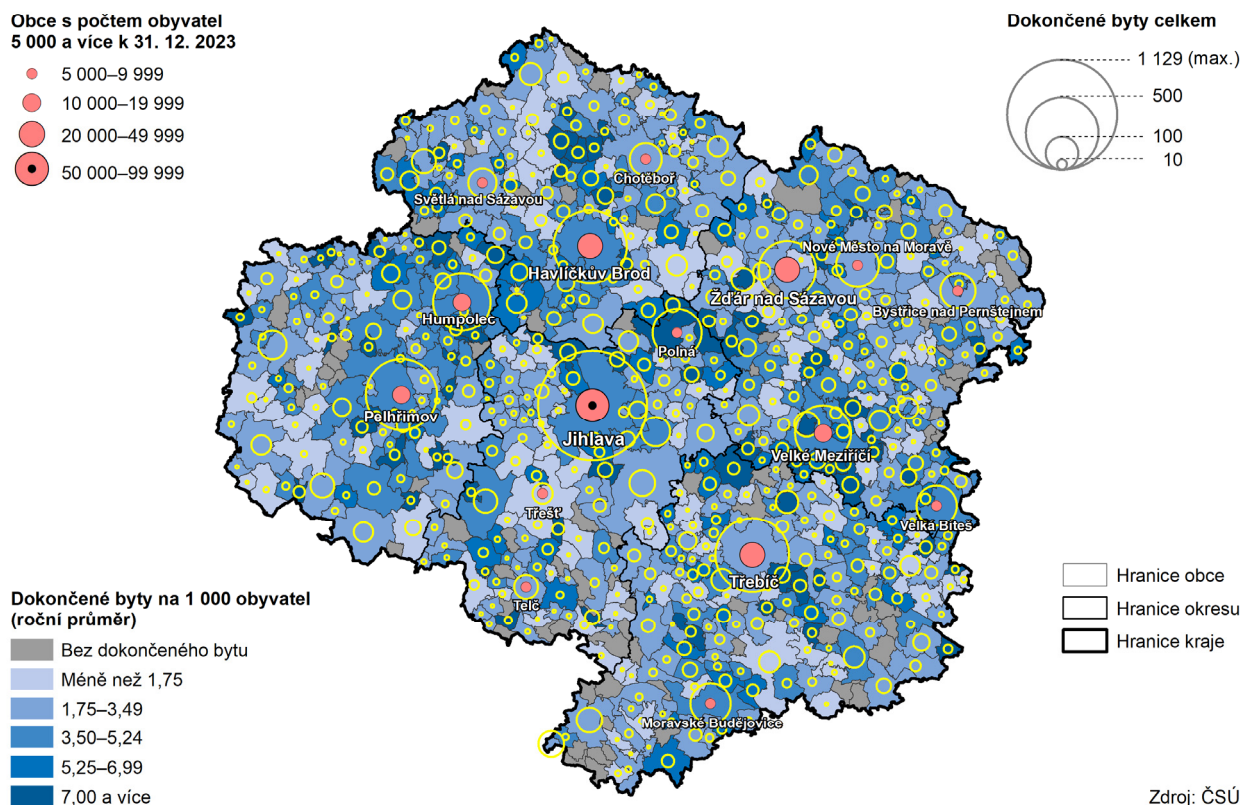 Obce s počtem obyvatel
5 000 a více k 31. 12. 2023
5 000–9 999
10 000–19 999
20 000–49 999
50 000–99 999
Dokončené byty celkem
1 129 (max.)
500
100
10
Chotěboř
Světlá nad Sázavou
Havlíčkův Brod
Nové Město na Moravě
Žďár nad Sázavou
Bystřice nad Pernštejnem
Humpolec
Polná
Pelhřimov
Jihlava
Velké Meziříčí
Třešť
Velká Bíteš
Třebíč
Telč
Moravské Budějovice
Dokončené byty na 1 000 obyvatel
(roční průměr)
Bez dokončeného bytu
Méně než 1,75
1,75–3,49
3,50–5,24
5,25–6,99
7,00 a více
Hranice obce
Hranice okresu
Hranice kraje
Zdroj: ČSÚ